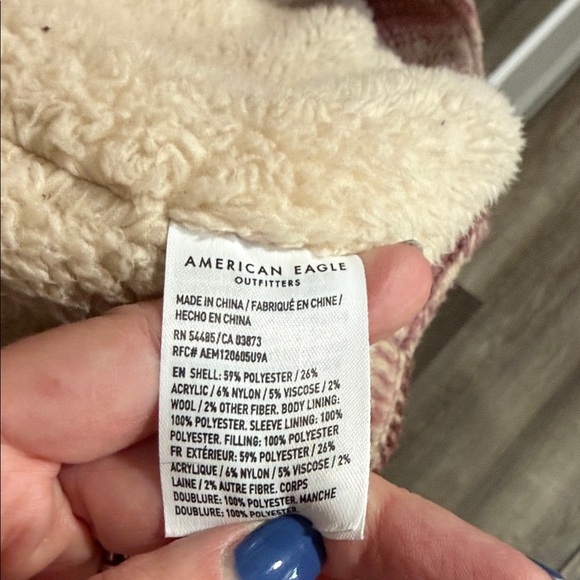 AMERICAN EAGLE
OUTFITTERS
MADE IN CHINA / FABRIQUÉ EN CHINE /
HECHO EN CHINA
RN 54485/CA 03873
RFC# AEM120605U9A
EN SHELL: 59% POLYESTER / 26%
ACRYLIC / 6% NYLON / 5% VISCOSE / 2%
WOOL / 2% OTHER FIBER. BODY LINING:
100% POLYESTER. SLEEVE LINING: 100%
POLYESTER. FILLING: 100% POLYESTER
FR EXTÉRIEUR: 59% POLYESTER / 26%
ACRYLIQUE / 6% NYLON / 5% VISCOSE / 2%
LAINE / 2% AUTRE FIBRE. CORPS
DOUBLURE: 100% POLYESTER. MANCHE
DOUBLURE: 100% POLYESTER.